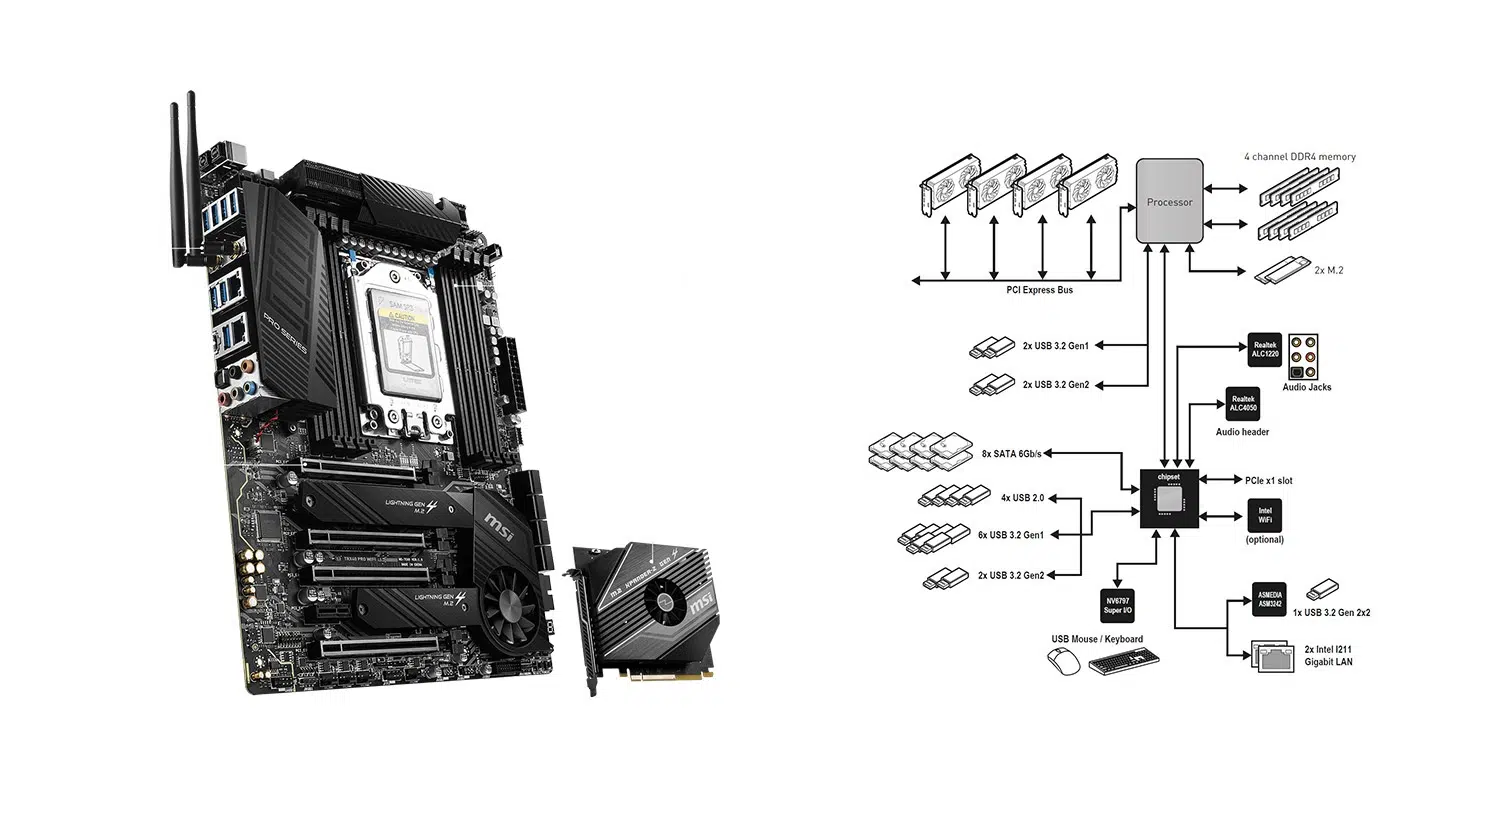 PRO SERIES
CAUTION
LIGHTNING GEN 4
M.2
msi
TRX40 PRO WIFI
LIGHTNING GEN 4
M.2
M.2 XPANDER-Z GEN 4
msi
4 channel DDR4 memory
Processor
2x M.2
PCI Express Bus
2x USB 3.2 Gen1
2x USB 3.2 Gen2
Realtek
ALC1220
Audio Jacks
Realtek
ALC4050
Audio header
8x SATA 6Gb/s
4x USB 2.0
6x USB 3.2 Gen1
2x USB 3.2 Gen2
chipset
PCIe x1 slot
Intel
WiFi
(optional)
NV6797
Super I/O
USB Mouse / Keyboard
ASMEDIA
ASM3242
1x USB 3.2 Gen 2x2
2x Intel I211
Gigabit LAN